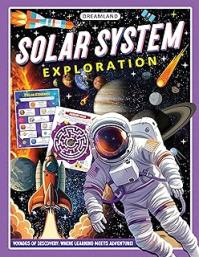 DREAMLAND
SOLAR SYSTEM
EXPLORATION
VOYAGES OF DISCOVERY: WHERE LEARNING MEETS ADVENTURE!